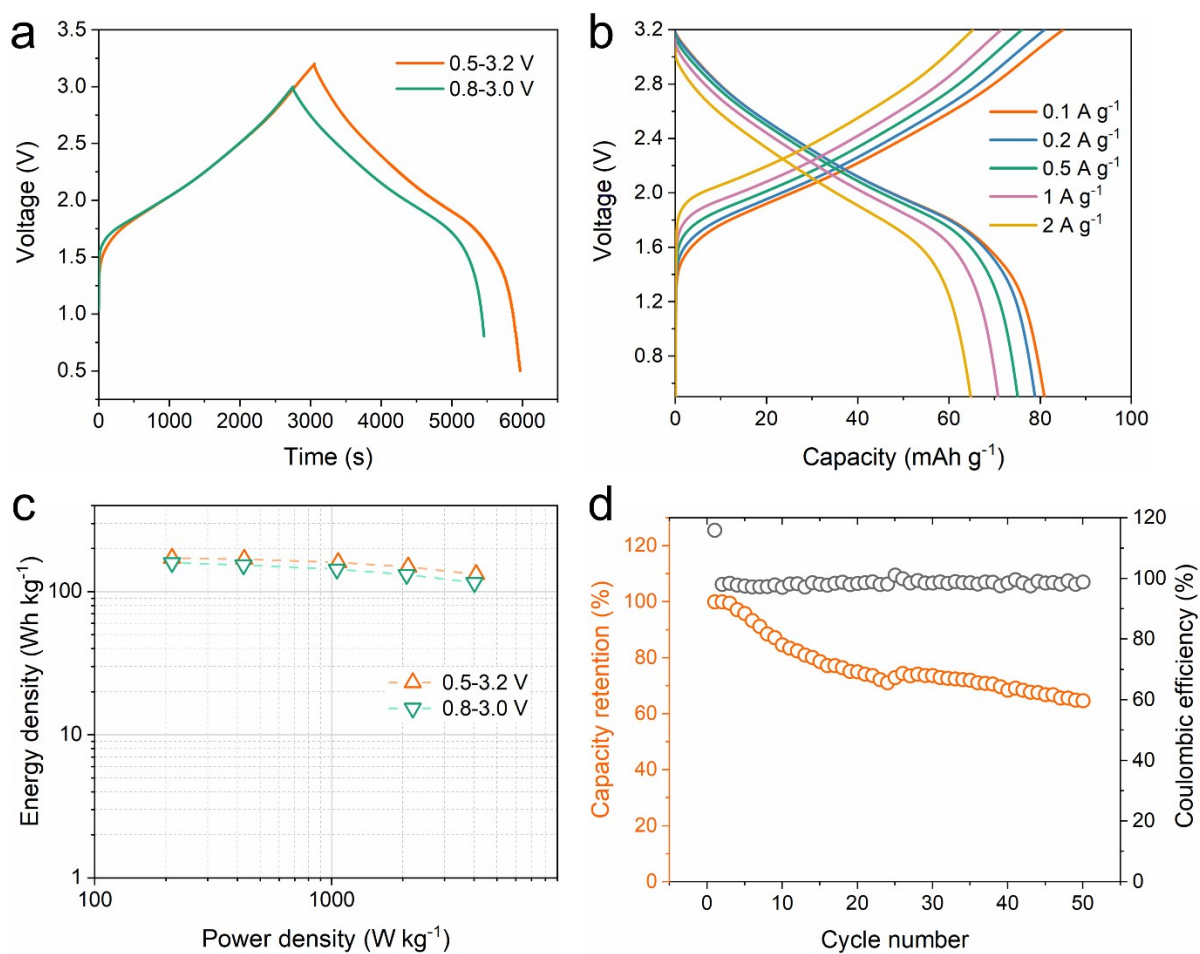 a
3.5
3.0
2.5
2.0
1.5
1.0
0.5
Voltage (V)
0.5-3.2 V
0.8-3.0 V
0 1000 2000 3000 4000 5000 6000
Time (s)
b
3.2
2.8
2.4
2.0
1.6
1.2
0.8
Voltage (V)
0.1 A g⁻¹
0.2 A g⁻¹
0.5 A g⁻¹
1 A g⁻¹
2 A g⁻¹
0 20 40 60 80 100
Capacity (mAh g⁻¹)
c
100
10
1
Energy density (Wh kg⁻¹)
0.5-3.2 V
0.8-3.0 V
100 1000
Power density (W kg⁻¹)
d
120
100
80
60
40
20
0
Capacity retention (%)
120
100
80
60
40
20
0
Coulombic efficiency (%)
0 10 20 30 40 50
Cycle number